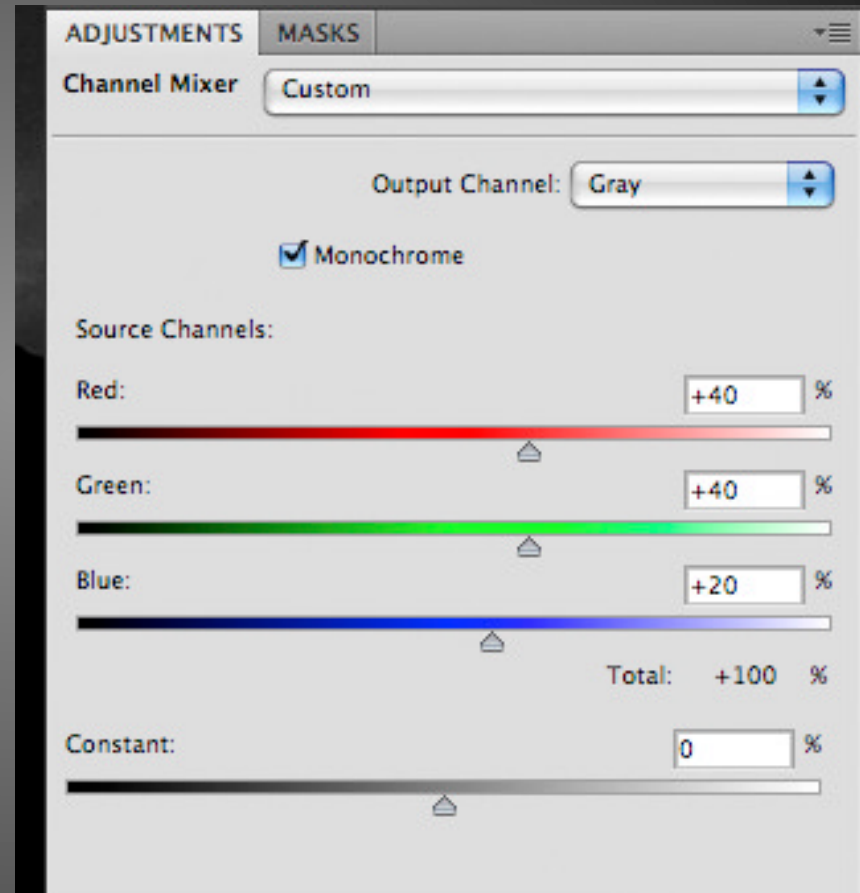 ADJUSTMENTS MASKS
Channel Mixer Custom
Output Channel: Gray
Monochrome
Source Channels:
Red: +40 %
Green: +40 %
Blue: +20 %
Total: +100 %
Constant: 0 %